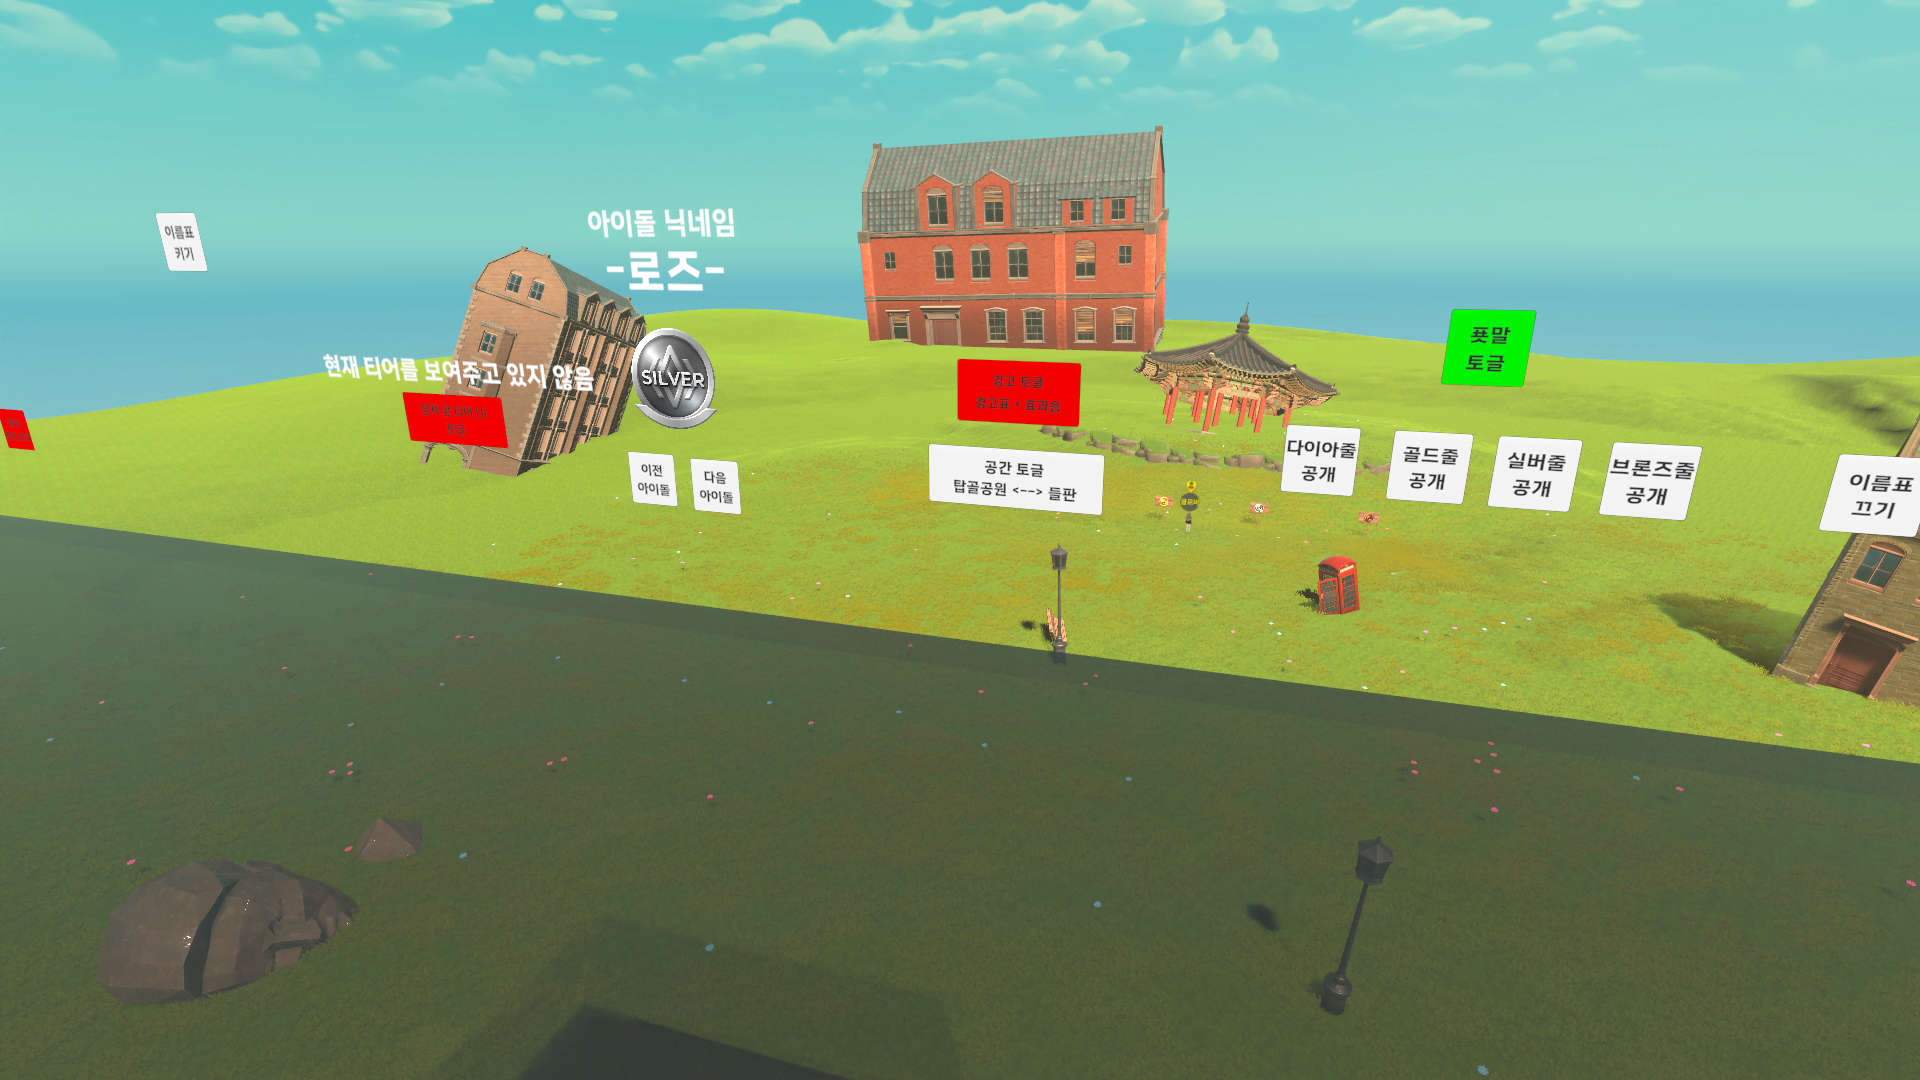 이름표
키기
아이돌 닉네임
-로즈-
현재 티어를 보여주고 있지 않음
SILVER
이전
아이돌
다음
아이돌
경고 토글
경고표 + 효과음
공간 토글
탑골공원 <--> 들판
푯말
토글
다이아줄
공개
골드줄
공개
실버줄
공개
브론즈줄
공개
이름표
끄기